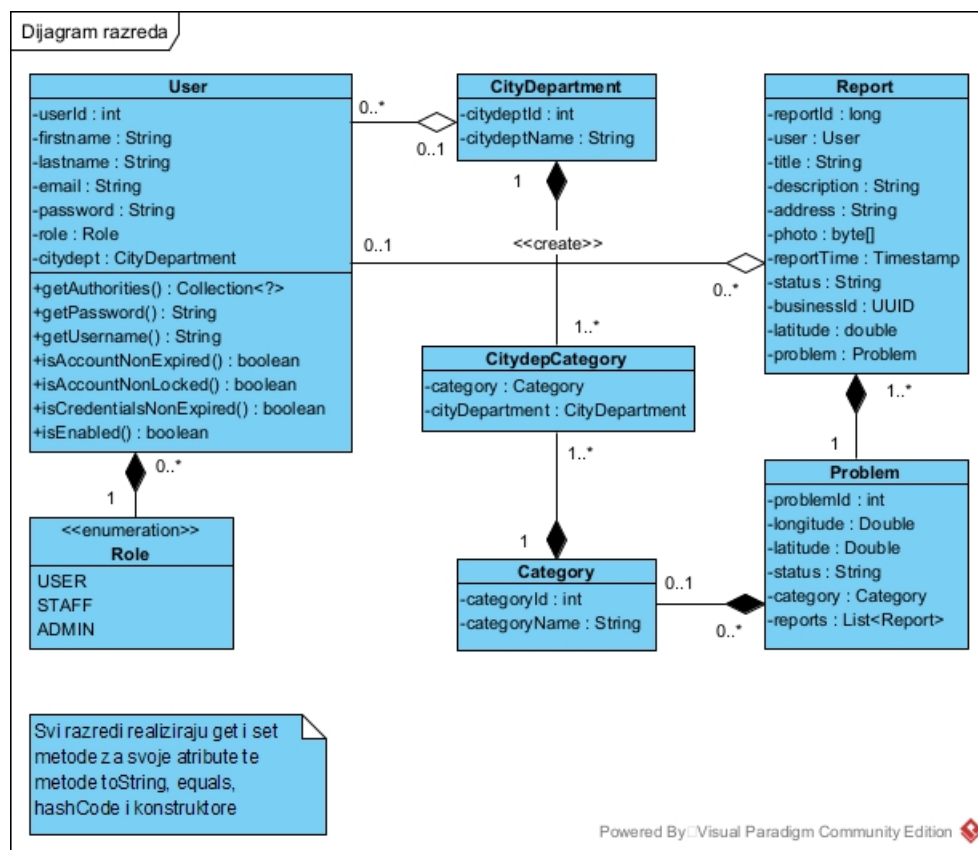 Dijagram razreda
User
-userId : int
-firstname : String
-lastname : String
-email : String
-password : String
-role : Role
-citydept : CityDepartment
+getAuthorities() : Collection<?>
+getPassword() : String
+getUsername() : String
+isAccountNonExpired() : boolean
+isAccountNonLocked() : boolean
+isCredentialsNonExpired() : boolean
+isEnabled() : boolean
0..*
0..1
CityDepartment
-citydeptId : int
-citydeptName : String
1
<<create>>
0..1
0..*
Report
-reportId : long
-user : User
-title : String
-description : String
-address : String
-photo : byte[]
-reportTime : Timestamp
-status : String
-businessId : UUID
-latitude : double
-problem : Problem
1..*
CitydepCategory
-category : Category
-cityDepartment : CityDepartment
1..*
1
1..*
1
0..*
1
<<enumeration>>
Role
USER
STAFF
ADMIN
Category
-categoryId : int
-categoryName : String
0..1
0..*
Problem
-problemId : int
-longitude : Double
-latitude : Double
-status : String
-category : Category
-reports : List<Report>
Svi razredi realiziraju get i set
metode za svoje atribute te
metode toString, equals,
hashCode i konstruktore
Powered By Visual Paradigm Community Edition